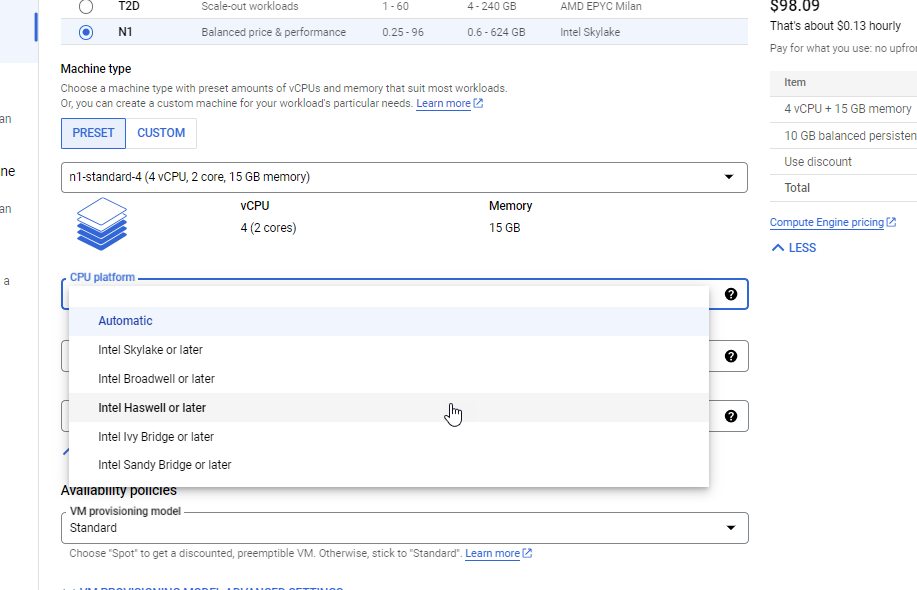 T2D Scale-out workloads 1 - 60 4 - 240 GB AMD EPYC Milan
N1 Balanced price & performance 0.25 - 96 0.6 - 624 GB Intel Skylake
Machine type
Choose a machine type with preset amounts of vCPUs and memory that suit most workloads.
Or, you can create a custom machine for your workload's particular needs. Learn more
PRESET CUSTOM
n1-standard-4 (4 vCPU, 2 core, 15 GB memory)
vCPU Memory
4 (2 cores) 15 GB
CPU platform
Automatic
Intel Skylake or later
Intel Broadwell or later
Intel Haswell or later
Intel Ivy Bridge or later
Intel Sandy Bridge or later
Availability policies
VM provisioning model
Standard
Choose "Spot" to get a discounted, preemptible VM. Otherwise, stick to "Standard". Learn more
VM PROVISIONING MODEL ADVANCED SETTINGS
an
ne
an
a
$98.09
That's about $0.13 hourly
Pay for what you use: no upfro
Item
4 vCPU + 15 GB memory
10 GB balanced persisten
Use discount
Total
Compute Engine pricing
LESS